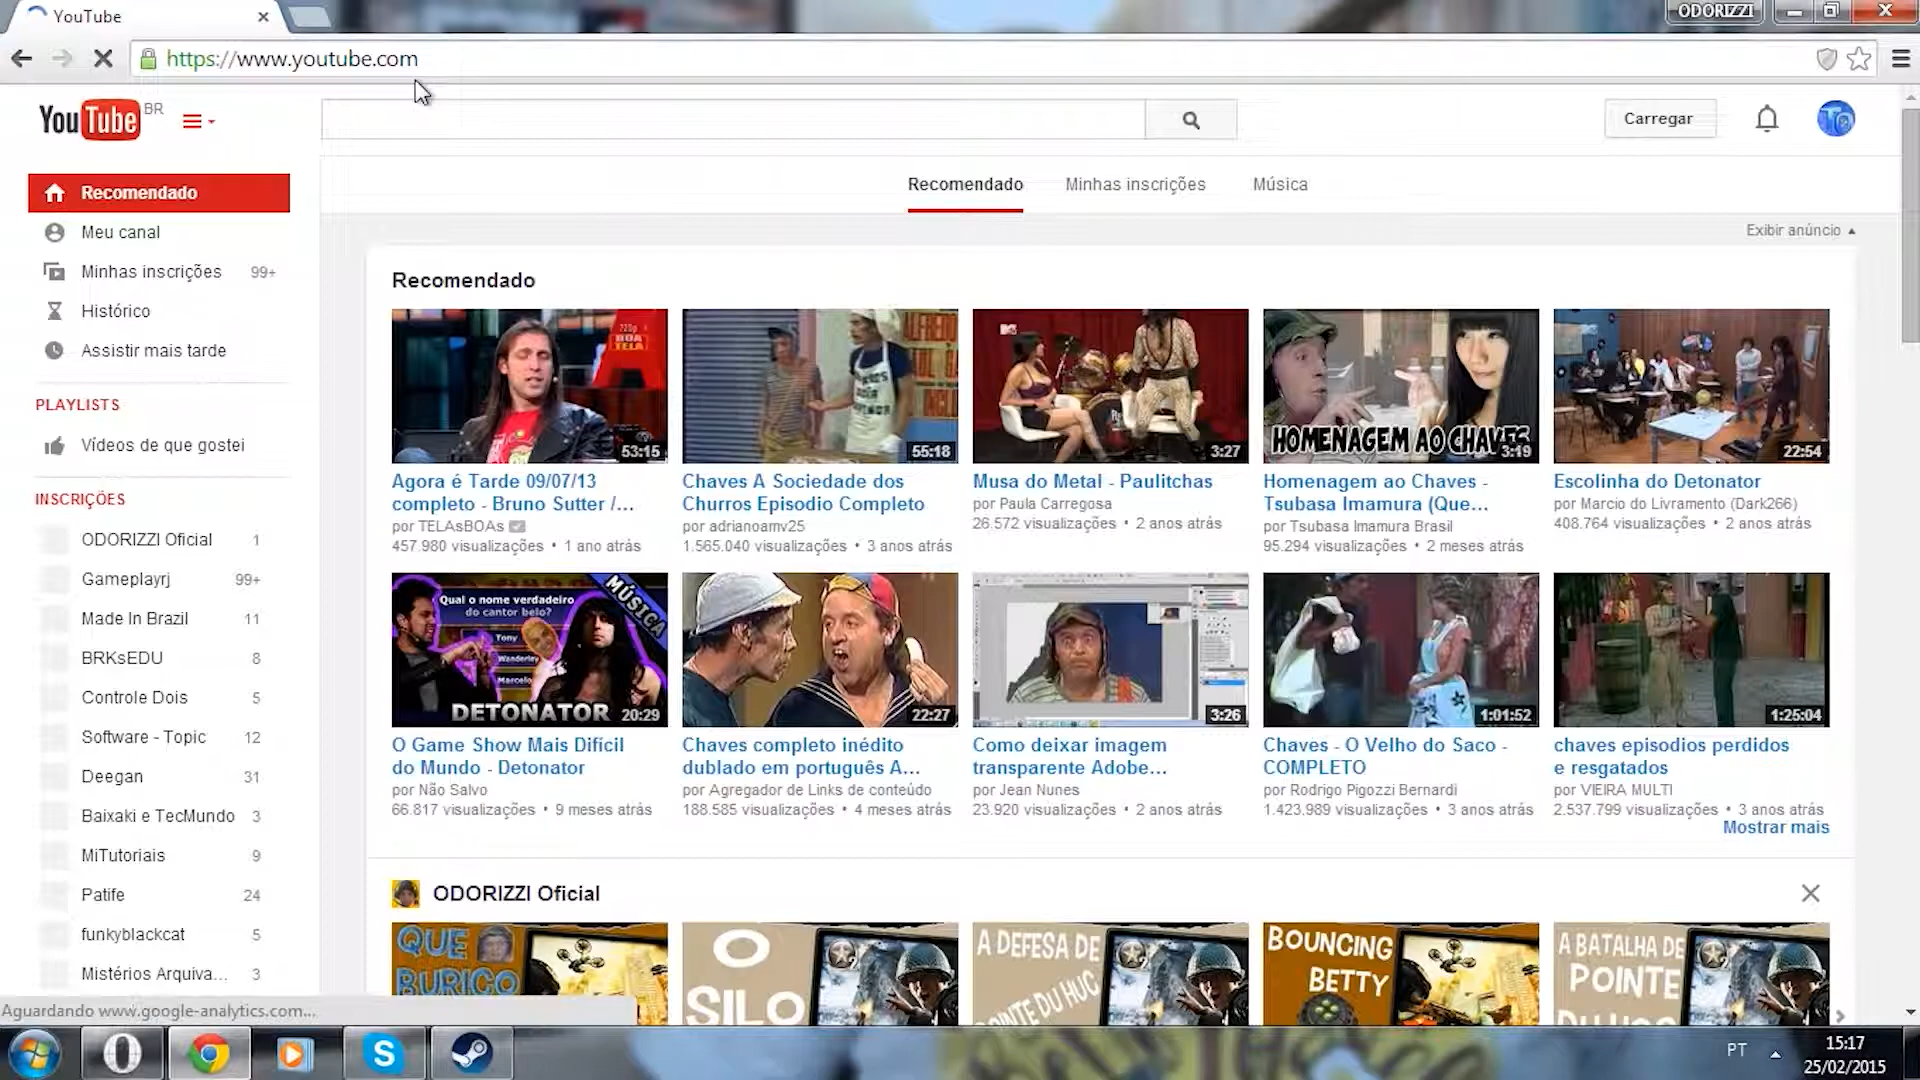 YouTube
ODORIZZI
https://www.youtube.com
YouTube BR
Carregar
Recomendado
Minhas inscrições
Música
Exibir anúncio
Recomendado
Meu canal
Minhas inscrições 99+
Histórico
Assistir mais tarde
PLAYLISTS
Vídeos de que gostei
INSCRIÇÕES
ODORIZZI Oficial 1
Gameplayrj 99+
Made In Brazil 11
BRKsEDU 8
Controle Dois 5
Software - Topic 12
Deegan 31
Baixaki e TecMundo 3
MiTutoriais 9
Patife 24
funkyblackcat 5
Mistérios Arquiva... 3
Recomendado
720p
BOA
TELA
53:15
Agora é Tarde 09/07/13
completo - Bruno Sutter /...
por TELAsBOAs
457.980 visualizações • 1 ano atrás
55:18
Chaves A Sociedade dos
Churros Episodio Completo
por adrianoamv25
1.565.040 visualizações • 3 anos atrás
3:27
Musa do Metal - Paulitchas
por Paula Carregosa
26.572 visualizações • 2 anos atrás
HOMENAGEM AO CHAVES
3:19
Homenagem ao Chaves -
Tsubasa Imamura (Que...
por Tsubasa Imamura Brasil
95.294 visualizações • 2 meses atrás
22:54
Escolinha do Detonator
por Marcio do Livramento (Dark266)
408.764 visualizações • 2 anos atrás
Qual o nome verdadeiro
do cantor belo?
MÚSICA
Tony
Wanderley
Marcelo
DETONATOR
20:29
O Game Show Mais Difícil
do Mundo - Detonator
por Não Salvo
66.817 visualizações • 9 meses atrás
22:27
Chaves completo inédito
dublado em português A...
por Agregador de Links de conteúdo
188.585 visualizações • 4 meses atrás
3:26
Como deixar imagem
transparente Adobe...
por Jean Nunes
23.920 visualizações • 2 anos atrás
1:01:52
Chaves - O Velho do Saco -
COMPLETO
por Rodrigo Pigozzi Bernardi
1.423.989 visualizações • 3 anos atrás
1:25:04
chaves episodios perdidos
e resgatados
por VIEIRA MULTI
2.537.799 visualizações • 3 anos atrás
Mostrar mais
ODORIZZI Oficial
QUE
BURICO
O
SILO
A DEFESA DE
POINTE DU HUC
BOUNCING
BETTY
A BATALHA DE
POINTE
DU HOC
Aguardando www.google-analytics.com...
PT
15:17
25/02/2015